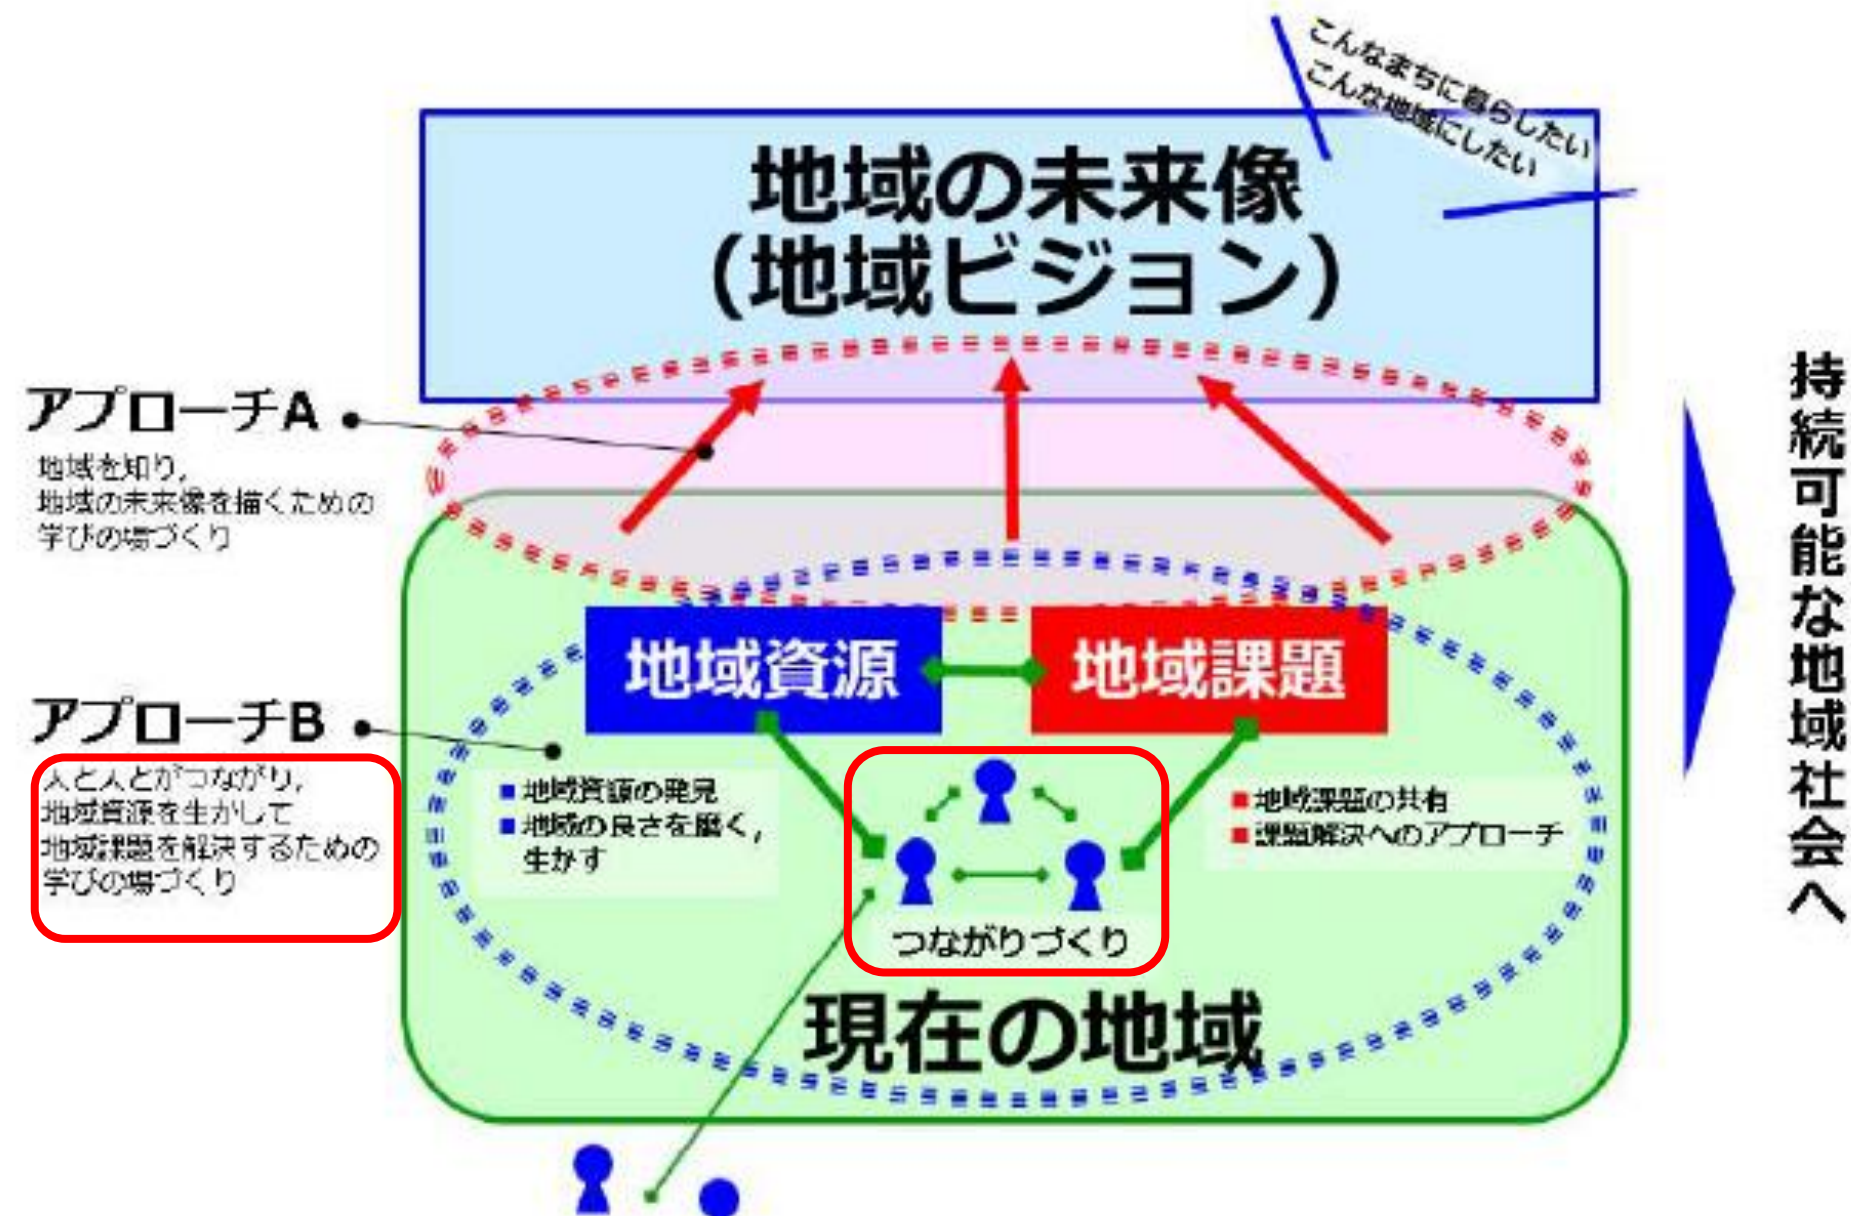 こんなまちに暮らしたい
こんな地域にしたい
地域の未来像
(地域ビジョン)
アプローチA
地域を知り,
地域の未来像を描くための
学びの場づくり
地域資源
地域課題
アプローチB
人と人とがつながり,
地域資源を生かして
地域課題を解決するための
学びの場づくり
■地域資源の発見
■地域の良さを磨く,
生かす
■地域課題の共有
■課題解決へのアプローチ
つながりづくり
現在の地域
持続可能な地域社会へ